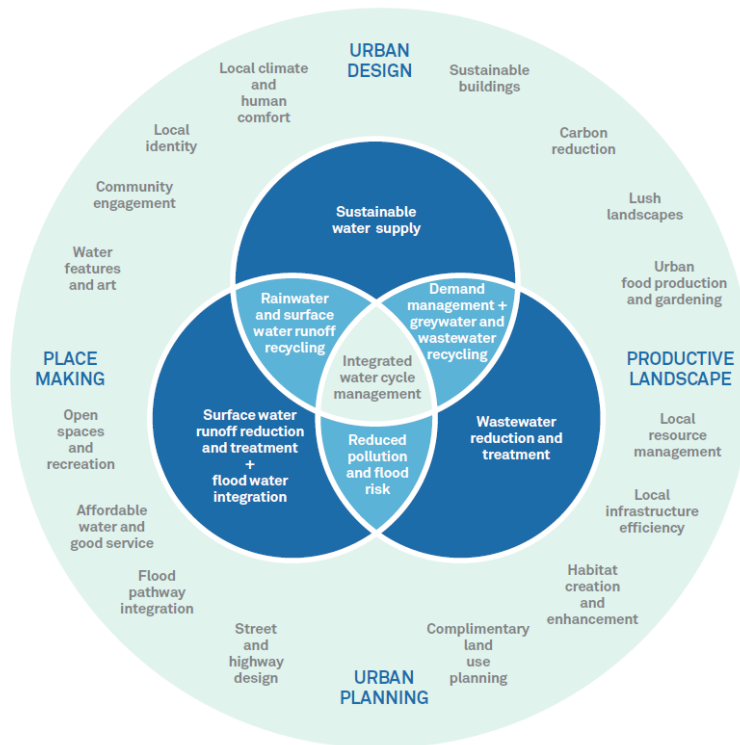 URBAN
DESIGN
Local climate
and
human
comfort
Sustainable
buildings
Local
identity
Carbon
reduction
Community
engagement
Lush
landscapes
Water
features
and art
Urban
food production
and gardening
Sustainable
water supply
Rainwater
and surface
water runoff
recycling
Demand
management +
greywater and
wastewater
recycling
Integrated
water cycle
management
PLACE
MAKING
PRODUCTIVE
LANDSCAPE
Surface water
runoff reduction
and treatment
+
flood water
integration
Reduced
pollution
and flood
risk
Wastewater
reduction and
treatment
Open
spaces and
recreation
Local
resource
management
Affordable
water and
good service
Local
infrastructure
efficiency
Flood
pathway
integration
Habitat
creation
and
enhancement
Street
and
highway
design
Complimentary
land
use
planning
URBAN
PLANNING